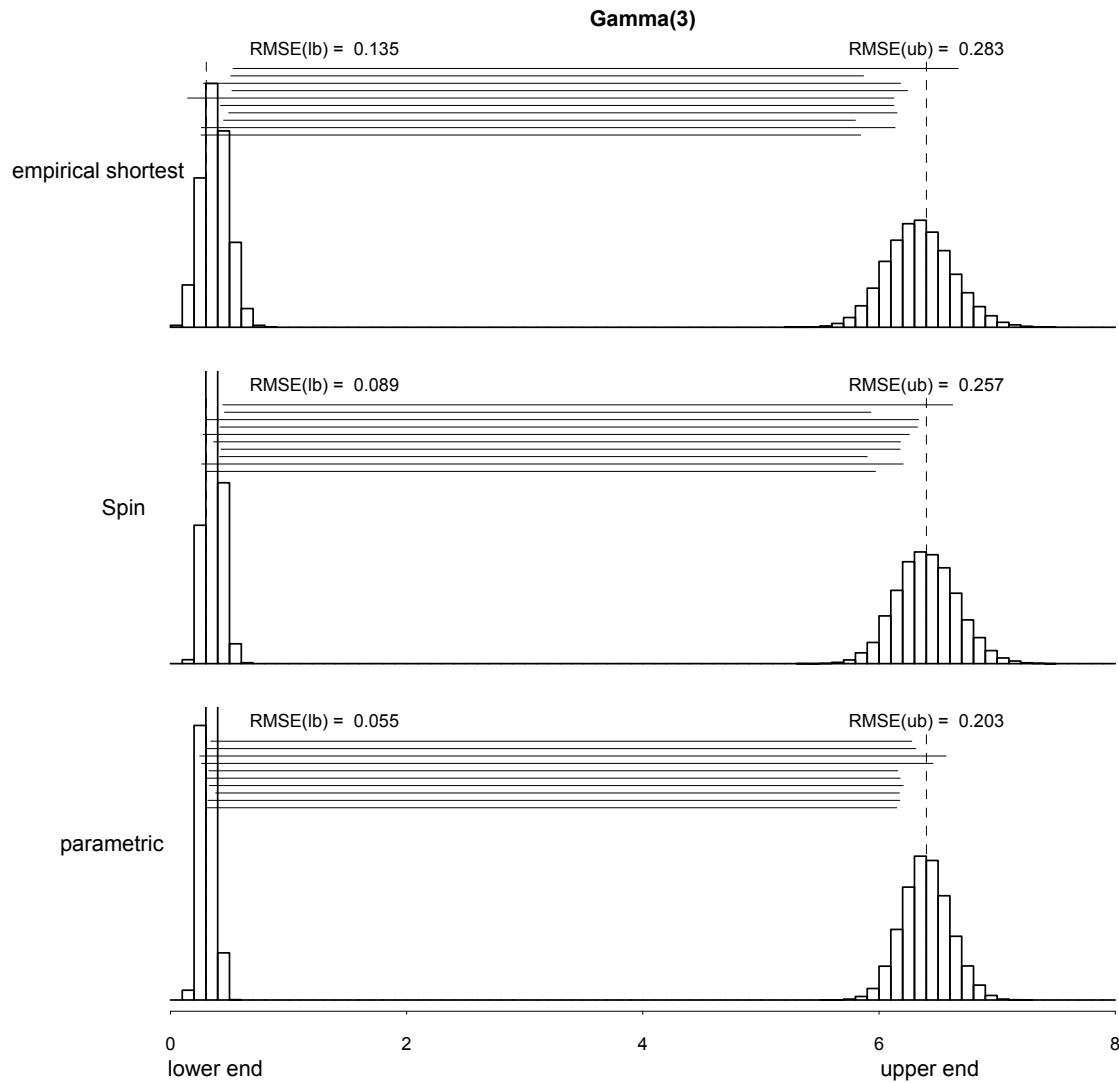 Gamma(3)
RMSE(lb) = 0.135
RMSE(ub) = 0.283
empirical shortest
RMSE(lb) = 0.089
RMSE(ub) = 0.257
Spin
RMSE(lb) = 0.055
RMSE(ub) = 0.203
parametric
0 2 4 6 8
lower end
upper end